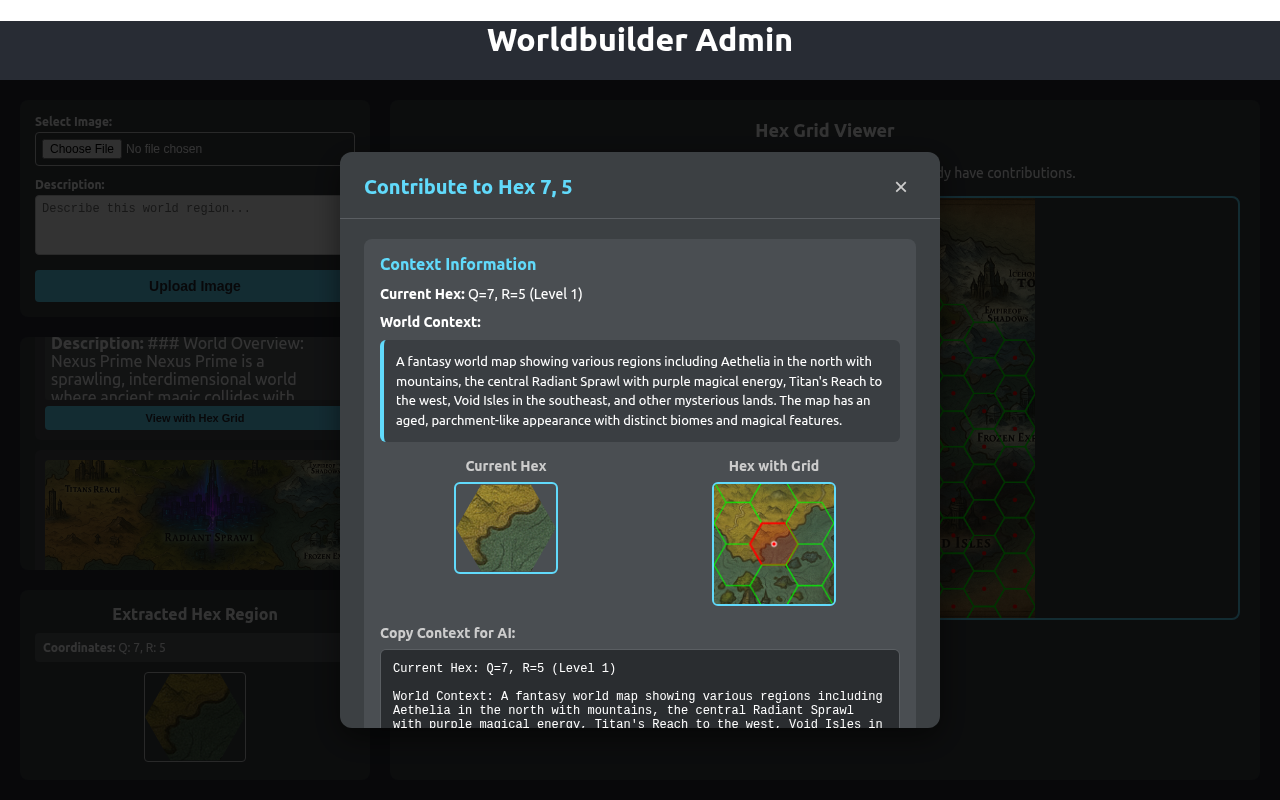 Worldbuilder Admin
Select Image:
Choose File No file chosen
Description:
Describe this world region...
Upload Image
Description: ### World Overview:
Nexus Prime Nexus Prime is a
sprawling, interdimensional world
where ancient magic collides with
View with Hex Grid
TITANS REACH
RADIANT SPRAWL
EMPIRE OF
SHADOWS
Extracted Hex Region
Coordinates: Q: 7, R: 5
Hex Grid Viewer
dy have contributions.
EMPIRE OF
SHADOWS
Contribute to Hex 7, 5
×
Context Information
Current Hex: Q=7, R=5 (Level 1)
World Context:
A fantasy world map showing various regions including Aethelia in the north with
mountains, the central Radiant Sprawl with purple magical energy, Titan's Reach to
the west, Void Isles in the southeast, and other mysterious lands. The map has an
aged, parchment-like appearance with distinct biomes and magical features.
Current Hex
Hex with Grid
Copy Context for AI:
Current Hex: Q=7, R=5 (Level 1)
World Context: A fantasy world map showing various regions including
Aethelia in the north with mountains, the central Radiant Sprawl
with purple magical energy, Titan's Reach to the west, Void Isles in